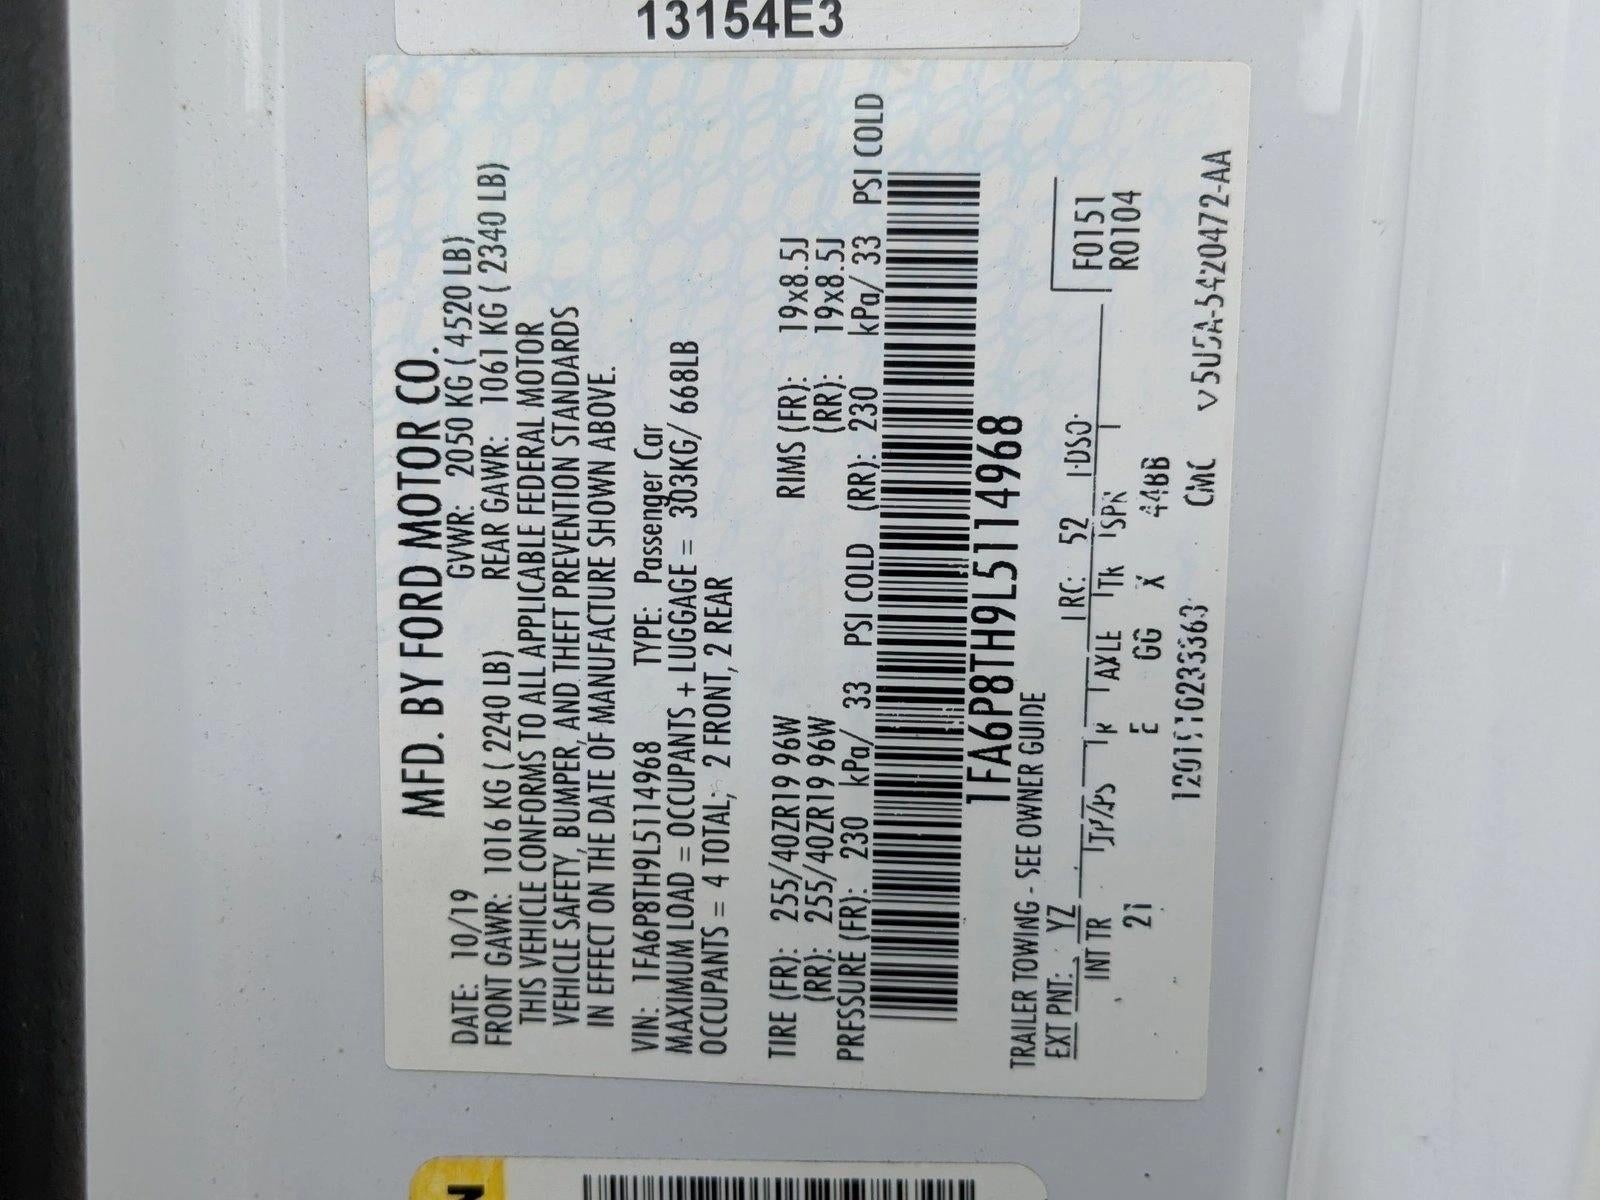 13154E3
MFD. BY FORD MOTOR CO.
DATE: 10/19 GVWR: 2050 KG ( 4520 LB)
FRONT GAWR: 1016 KG ( 2240 LB) REAR GAWR: 1061 KG ( 2340 LB)
THIS VEHICLE CONFORMS TO ALL APPLICABLE FEDERAL MOTOR
VEHICLE SAFETY, BUMPER, AND THEFT PREVENTION STANDARDS
IN EFFECT ON THE DATE OF MANUFACTURE SHOWN ABOVE.
VIN: 1FA6P8TH9L5114968 TYPE: Passenger Car
MAXIMUM LOAD = OCCUPANTS + LUGGAGE = 303KG/ 668LB
OCCUPANTS = 4 TOTAL; 2 FRONT, 2 REAR
TIRE (FR): 255/40ZR19 96W RIMS (FR): 19x8.5J
(RR): 255/40ZR19 96W (RR): 19x8.5J
PRESSURE (FR): 230 kPa/ 33 PSI COLD (RR): 230 kPa/ 33 PSI COLD
1FA6P8TH9L5114968
TRAILER TOWING - SEE OWNER GUIDE
EXT PNT: YZ RC: 52 DSO: F0151
INT TR TP/PS R AXLE TR SPR R0104
21 E GG X 44BB
CMC V5U5A-5420472-AA
N